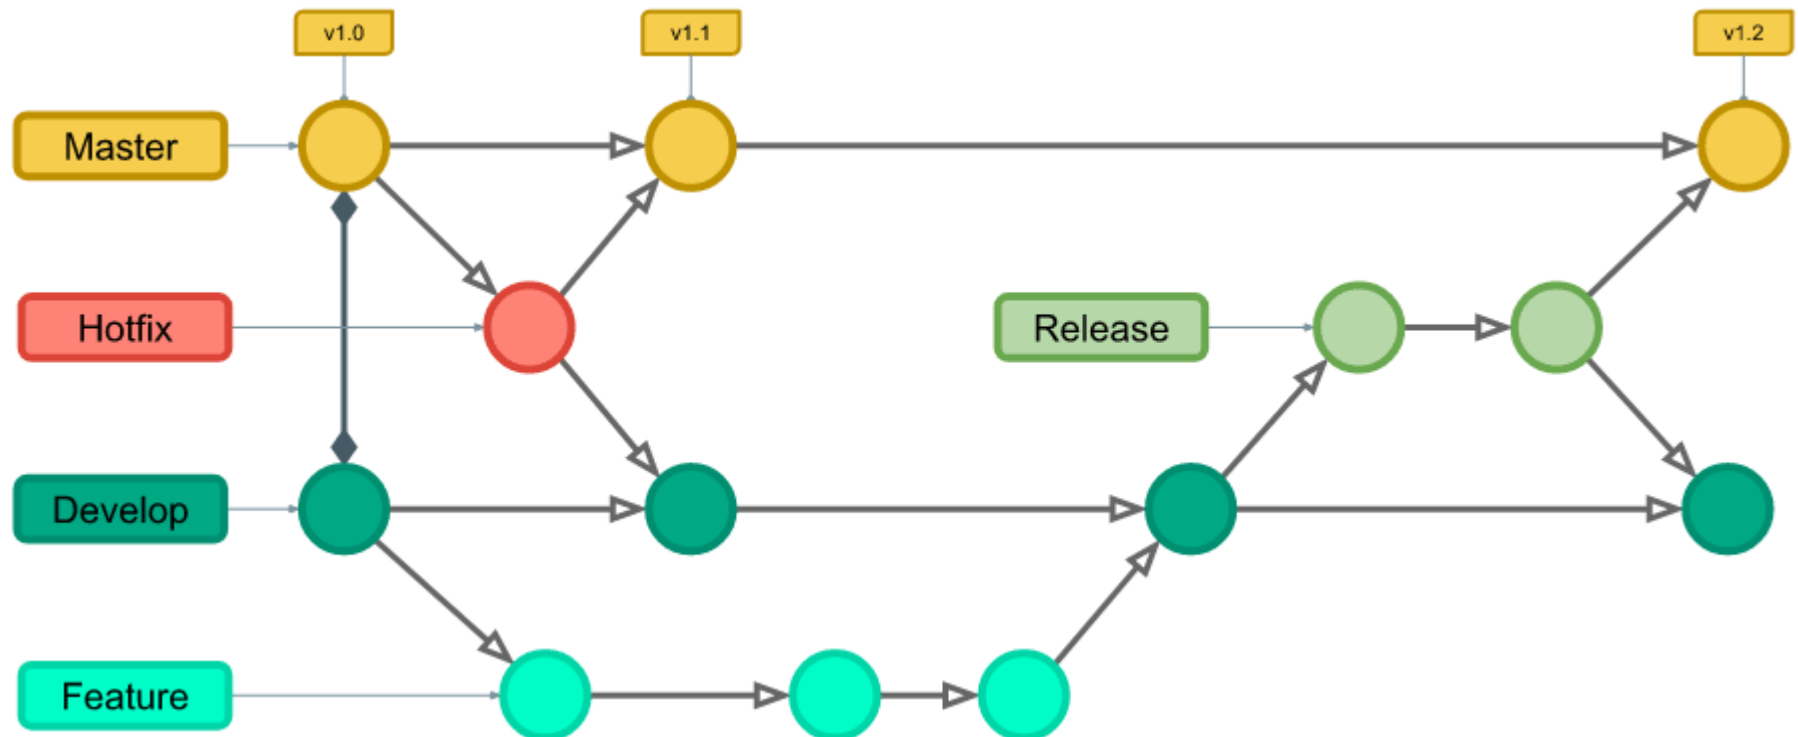 v1.0
v1.1
v1.2
Master
Hotfix
Release
Develop
Feature